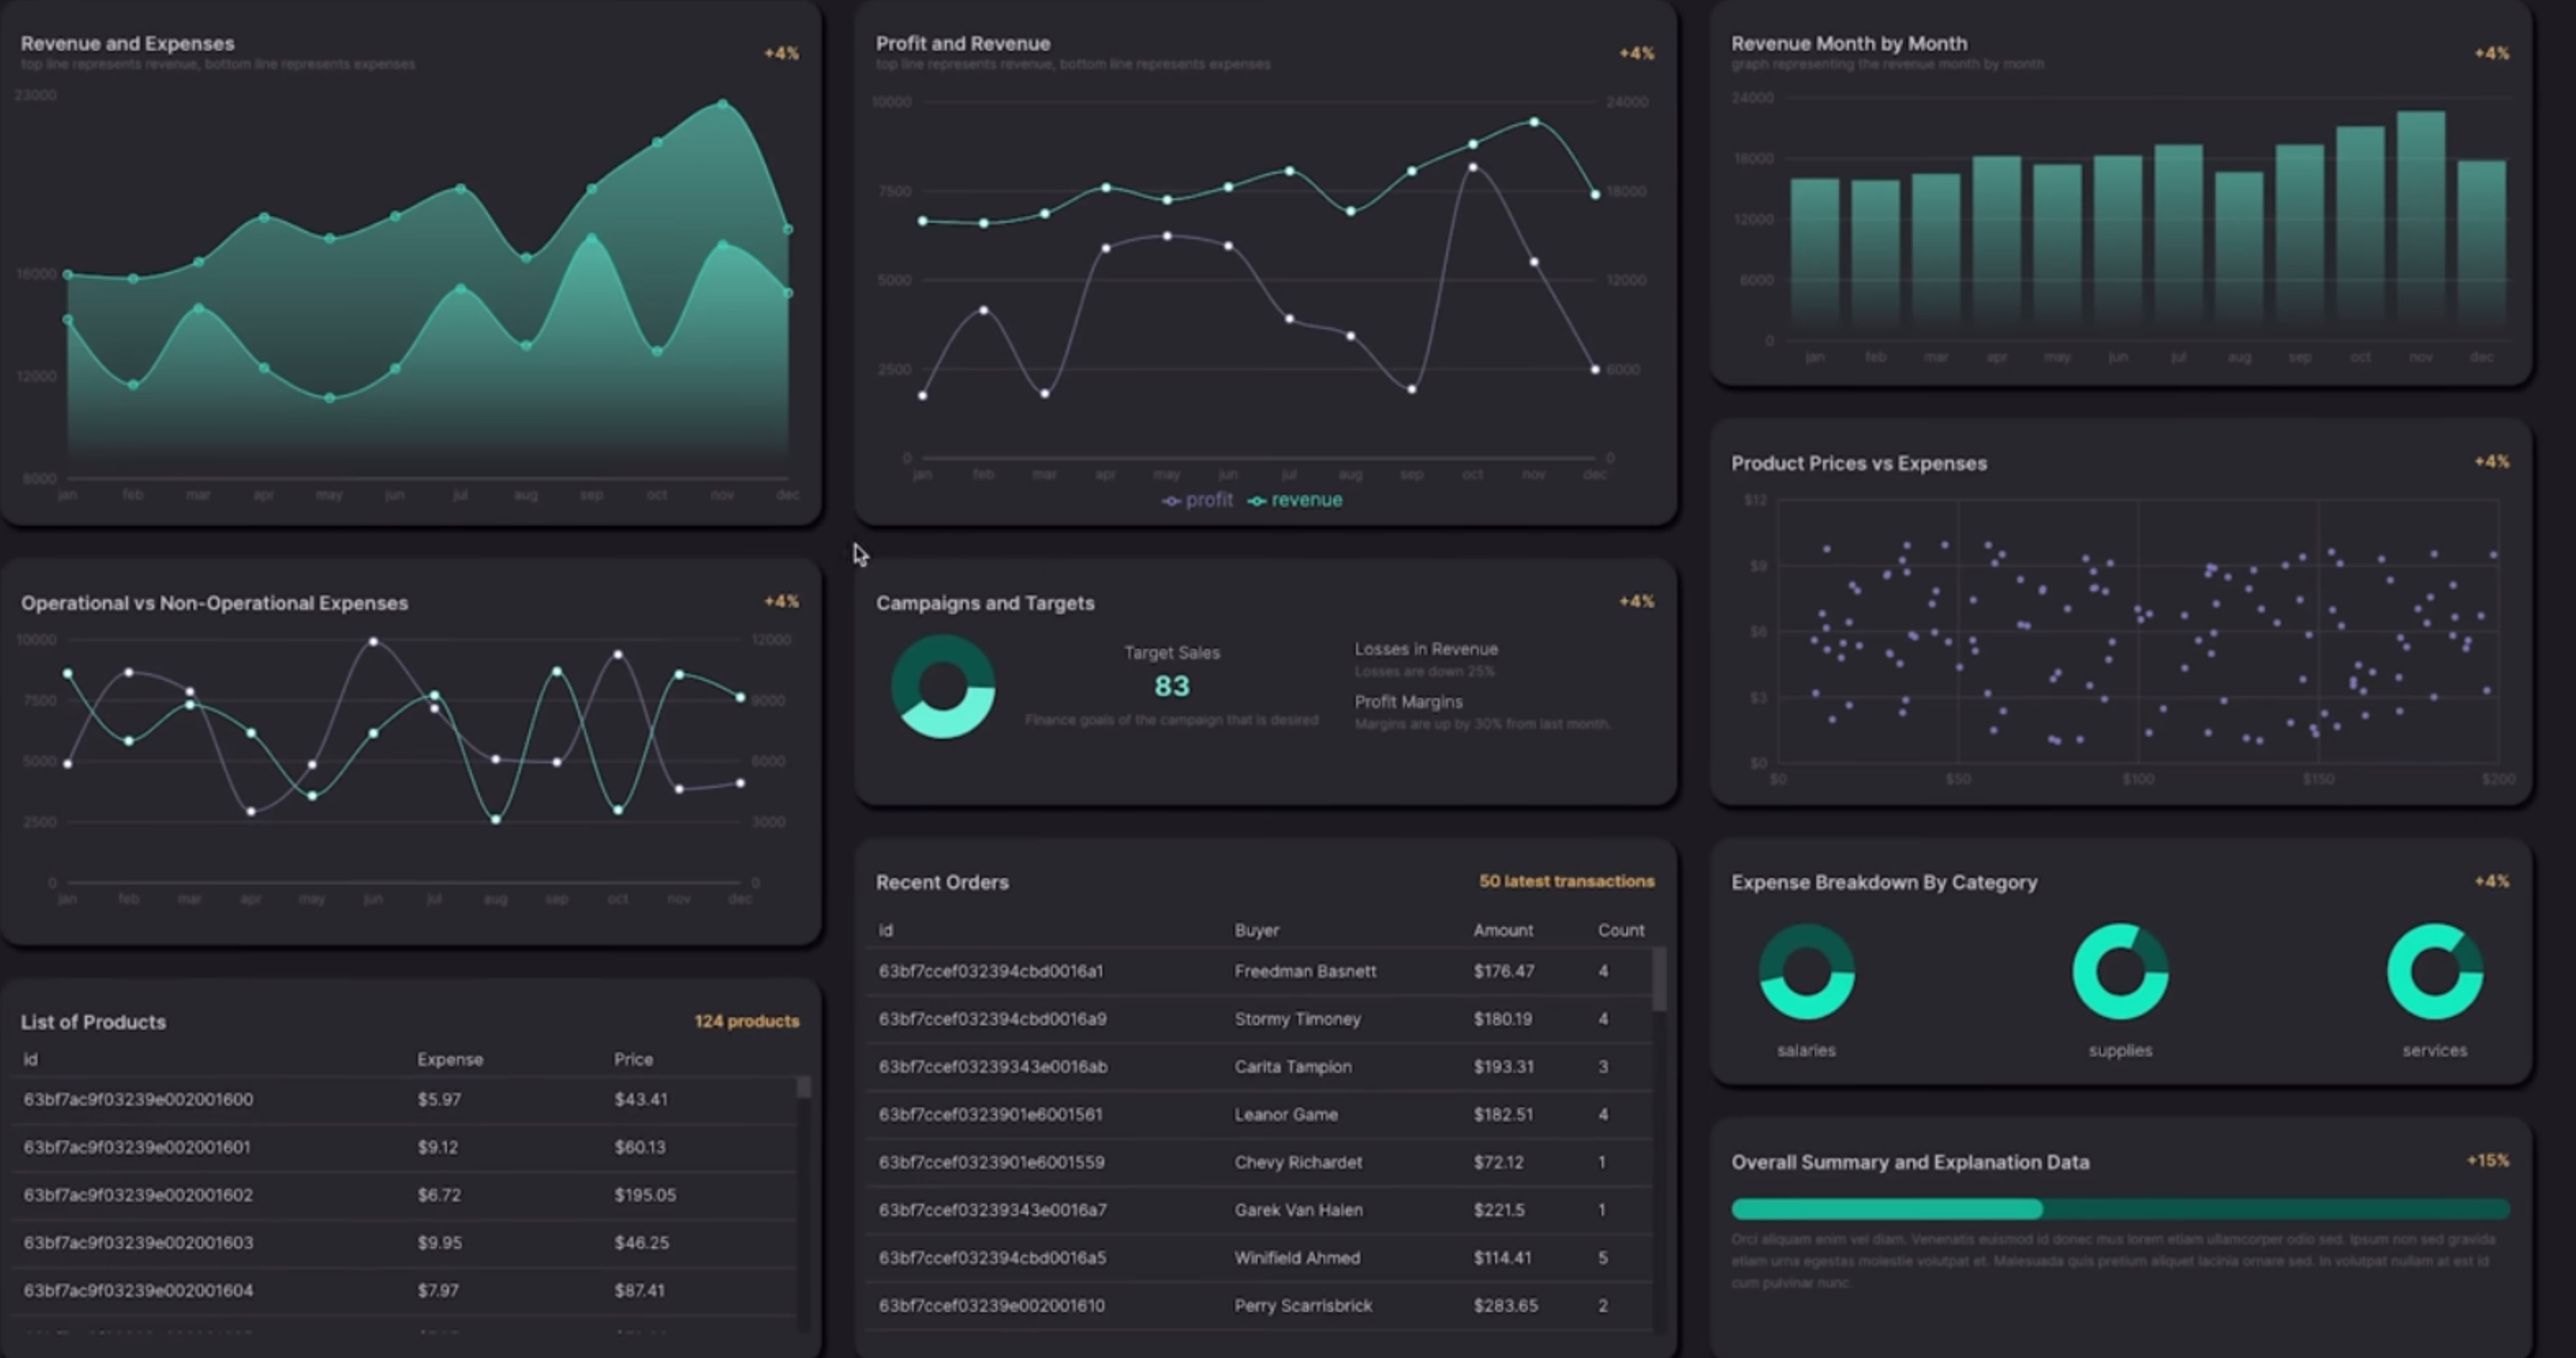 Revenue and Expenses
top line represents revenue, bottom line represents expenses
+4%
23000
16000
12000
8000
jan feb mar apr may jun jul aug sep oct nov dec
Profit and Revenue
top line represents revenue, bottom line represents expenses
+4%
10000 24000
7500 18000
5000 12000
2500 6000
0 0
jan feb mar apr may jun jul aug sep oct nov dec
profit revenue
Revenue Month by Month
graph representing the revenue month by month
+4%
24000
18000
12000
6000
0
jan feb mar apr may jun jul aug sep oct nov dec
Operational vs Non-Operational Expenses
+4%
10000 12000
7500 9000
5000 6000
2500 3000
0 0
jan feb mar apr may jun jul aug sep oct nov dec
Campaigns and Targets
+4%
Target Sales
83
Finance goals of the campaign that is desired
Losses in Revenue
Losses are down 25%
Profit Margins
Margins are up by 30% from last month.
Product Prices vs Expenses
+4%
$12
$9
$6
$3
$0
$0 $50 $100 $150 $200
List of Products
124 products
id Expense Price
63bf7ac9f03239e002001600 $5.97 $43.41
63bf7ac9f03239e002001601 $9.12 $60.13
63bf7ac9f03239e002001602 $6.72 $195.05
63bf7ac9f03239e002001603 $9.95 $46.25
63bf7ac9f03239e002001604 $7.97 $87.41
Recent Orders
50 latest transactions
id Buyer Amount Count
63bf7ccef032394cbd0016a1 Freedman Basnett $176.47 4
63bf7ccef032394cbd0016a9 Stormy Timoney $180.19 4
63bf7ccef03239343e0016ab Carita Tampion $193.31 3
63bf7ccef0323901e6001561 Leanor Game $182.51 4
63bf7ccef0323901e6001559 Chevy Richardet $72.12 1
63bf7ccef03239343e0016a7 Garek Van Halen $221.5 1
63bf7ccef032394cbd0016a5 Winifield Ahmed $114.41 5
63bf7ccef03239e002001610 Perry Scarrisbrick $283.65 2
Expense Breakdown By Category
+4%
salaries supplies services
Overall Summary and Explanation Data
+15%
Orci aliquam enim vel diam. Venenatis euismod id donec mus lorem etiam ullamcorper odio sed. Ipsum non sed gravida
etiam urna egestas molestie volutpat et. Malesuada quis pretium aliquet lacinia ornare sed. In volutpat nullam at est id
cum pulvinar nunc.